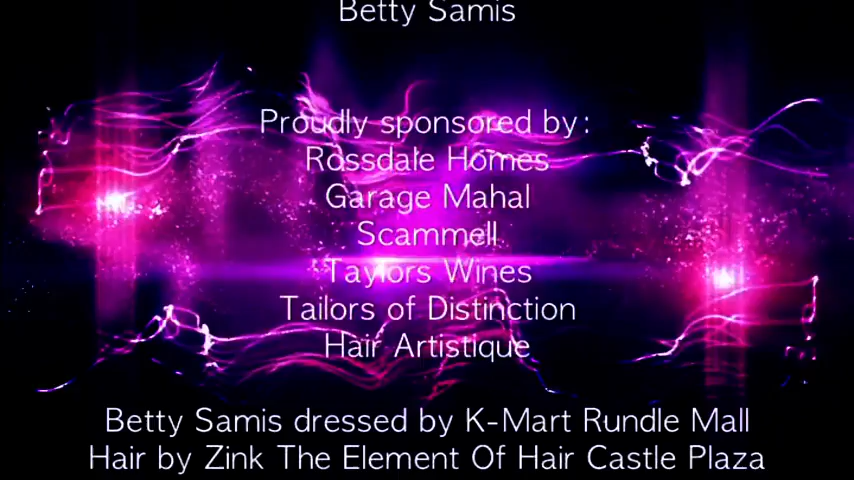 Betty Samis
Proudly sponsored by:
Rossdale Homes
Garage Mahal
Scammell
Taylors Wines
Tailors of Distinction
Hair Artistique
Betty Samis dressed by K-Mart Rundle Mall
Hair by Zink The Element Of Hair Castle Plaza